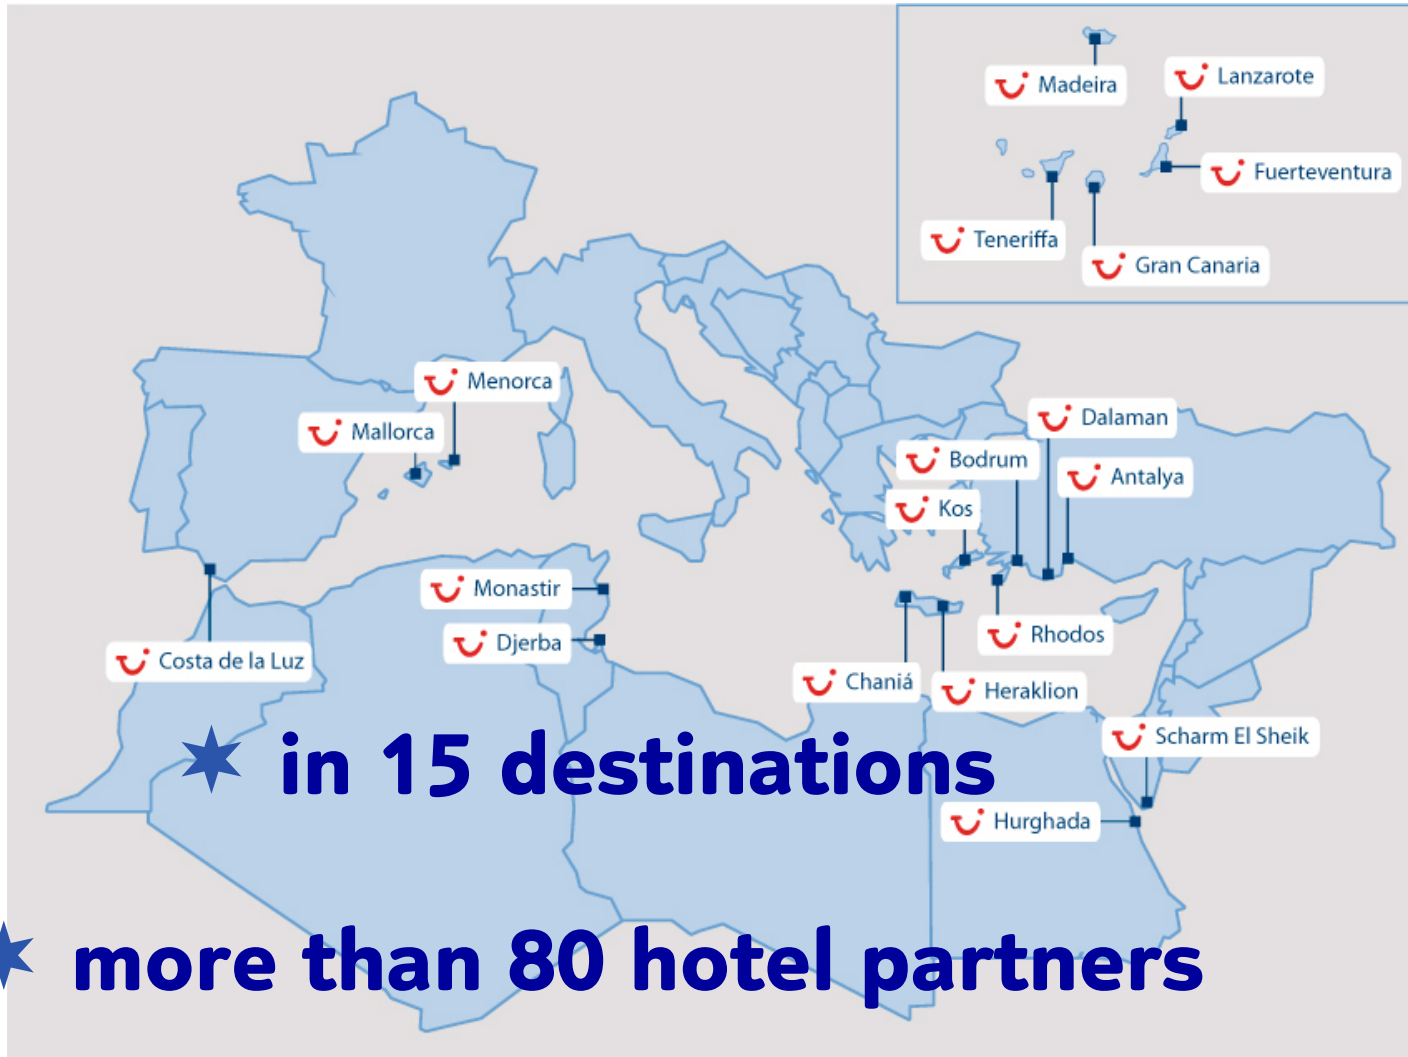 Madeira
Lanzarote
Fuerteventura
Teneriffa
Gran Canaria
Menorca
Mallorca
Dalaman
Bodrum
Antalya
Kos
Monastir
Rhodos
Djerba
Costa de la Luz
Chaniá
Heraklion
Scharm El Sheik
in 15 destinations
Hurghada
more than 80 hotel partners